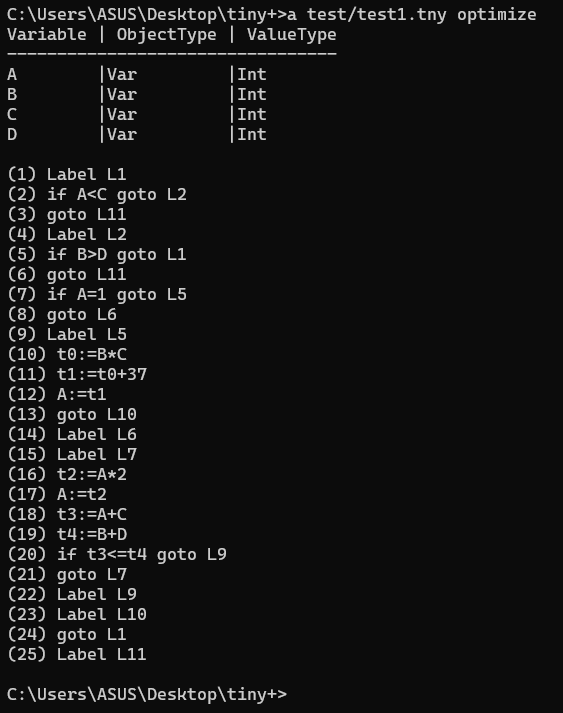 C:\Users\ASUS\Desktop\tiny+>a test/test1.tny optimize
Variable | ObjectType | ValueType
---------------------------------
A        |Var         |Int
B        |Var         |Int
C        |Var         |Int
D        |Var         |Int
(1) Label L1
(2) if A<C goto L2
(3) goto L11
(4) Label L2
(5) if B>D goto L1
(6) goto L11
(7) if A=1 goto L5
(8) goto L6
(9) Label L5
(10) t0:=B*C
(11) t1:=t0+37
(12) A:=t1
(13) goto L10
(14) Label L6
(15) Label L7
(16) t2:=A*2
(17) A:=t2
(18) t3:=A+C
(19) t4:=B+D
(20) if t3<=t4 goto L9
(21) goto L7
(22) Label L9
(23) Label L10
(24) goto L1
(25) Label L11
C:\Users\ASUS\Desktop\tiny+>